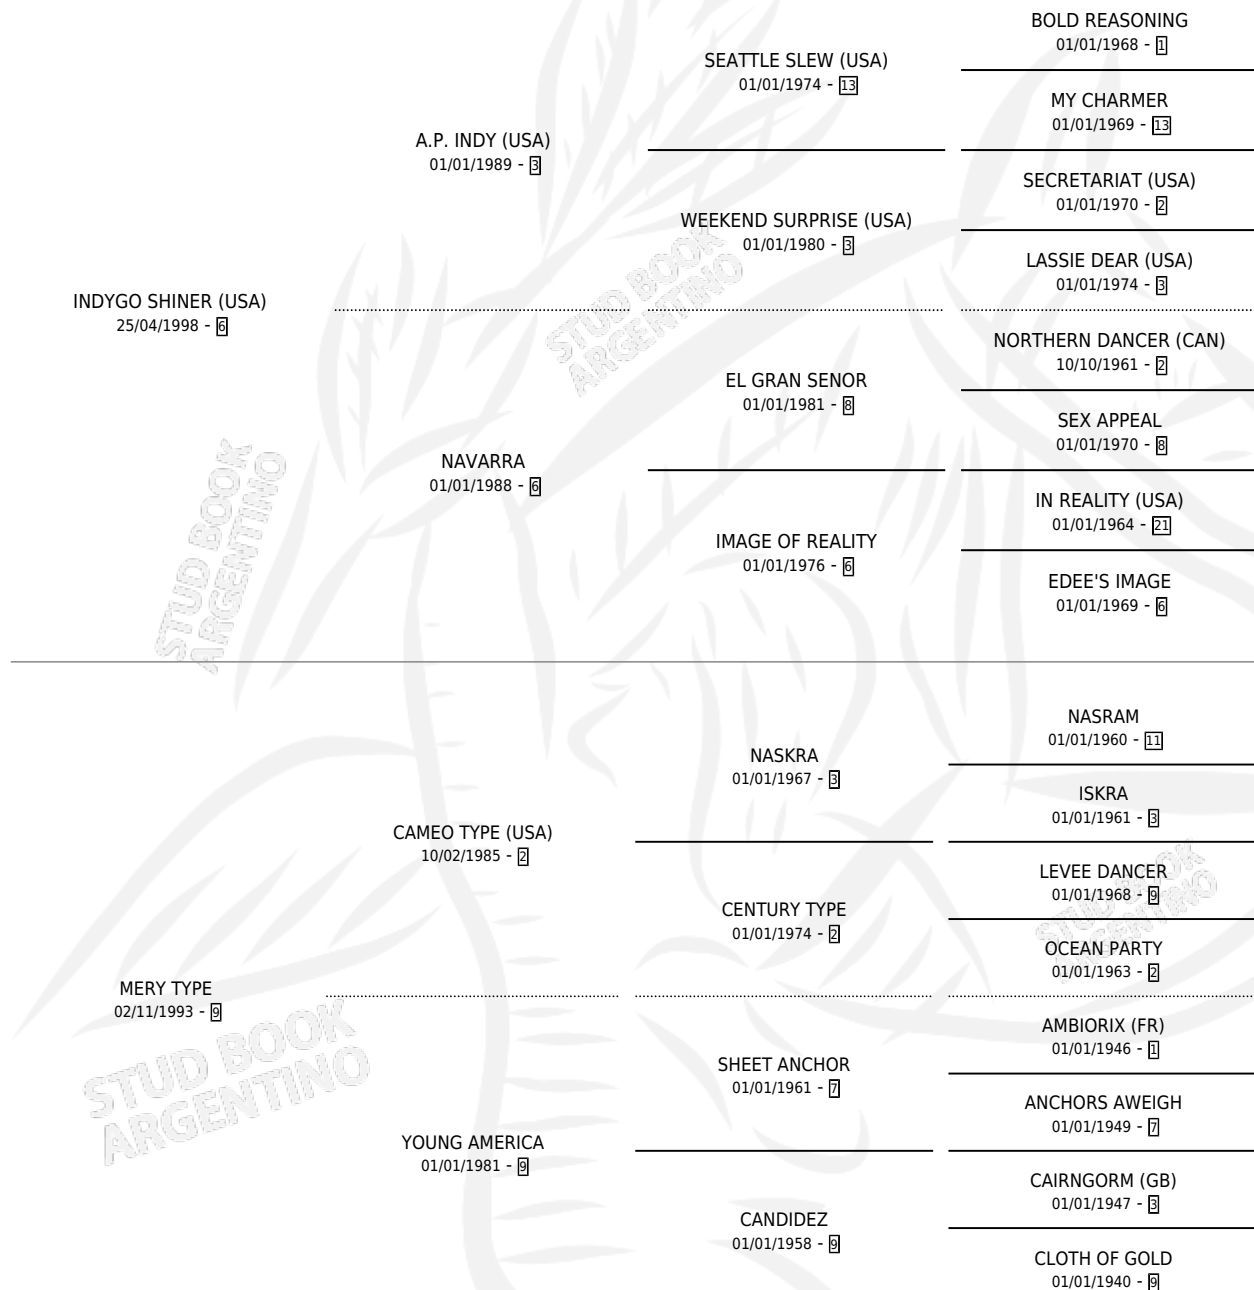 BOLD REASONING
01/01/1968 - 1
SEATTLE SLEW (USA)
01/01/1974 - 13
MY CHARMER
01/01/1969 - 13
A.P. INDY (USA)
01/01/1989 - 3
SECRETARIAT (USA)
01/01/1970 - 2
WEEKEND SURPRISE (USA)
01/01/1980 - 3
LASSIE DEAR (USA)
01/01/1974 - 3
STUD BOOK
ARGENTINO
INDYGO SHINER (USA)
25/04/1998 - 6
NORTHERN DANCER (CAN)
10/10/1961 - 2
EL GRAN SENOR
01/01/1981 - 8
SEX APPEAL
01/01/1970 - 8
NAVARRA
01/01/1988 - 6
IN REALITY (USA)
01/01/1964 - 21
IMAGE OF REALITY
01/01/1976 - 6
EDEE'S IMAGE
01/01/1969 - 6
STUD BOOK
ARGENTINO
NASRAM
01/01/1960 - 11
NASKRA
01/01/1967 - 3
ISKRA
01/01/1961 - 3
CAMEO TYPE (USA)
10/02/1985 - 2
LEVEE DANCER
01/01/1968 - 9
CENTURY TYPE
01/01/1974 - 2
OCEAN PARTY
01/01/1963 - 2
STUD BOOK
ARGENTINO
MERY TYPE
02/11/1993 - 9
AMBIORIX (FR)
01/01/1946 - 1
SHEET ANCHOR
01/01/1961 - 7
ANCHORS AWEIGH
01/01/1949 - 7
STUD BOOK
ARGENTINO
YOUNG AMERICA
01/01/1981 - 9
CAIRNGORM (GB)
01/01/1947 - 3
CANDIDEZ
01/01/1958 - 9
CLOTH OF GOLD
01/01/1940 - 9